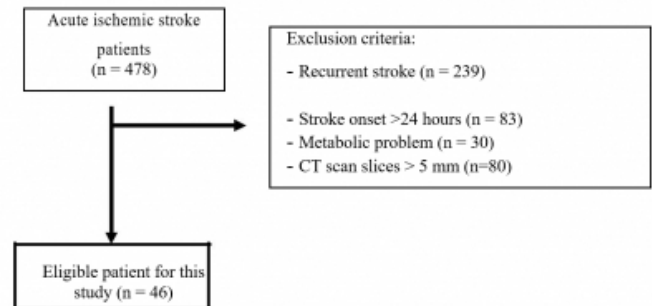 Acute ischemic stroke
patients
(n = 478)
Exclusion criteria:
- Recurrent stroke (n = 239)
- Stroke onset >24 hours (n = 83)
- Metabolic problem (n = 30)
- CT scan slices > 5 mm (n=80)
Eligible patient for this
study (n = 46)